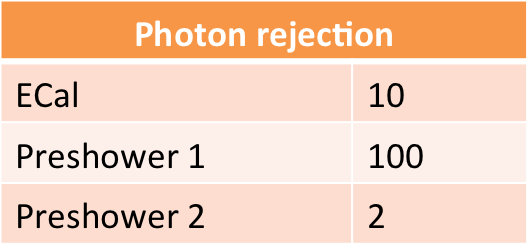 Photon rejection
ECal 10
Preshower 1 100
Preshower 2 2